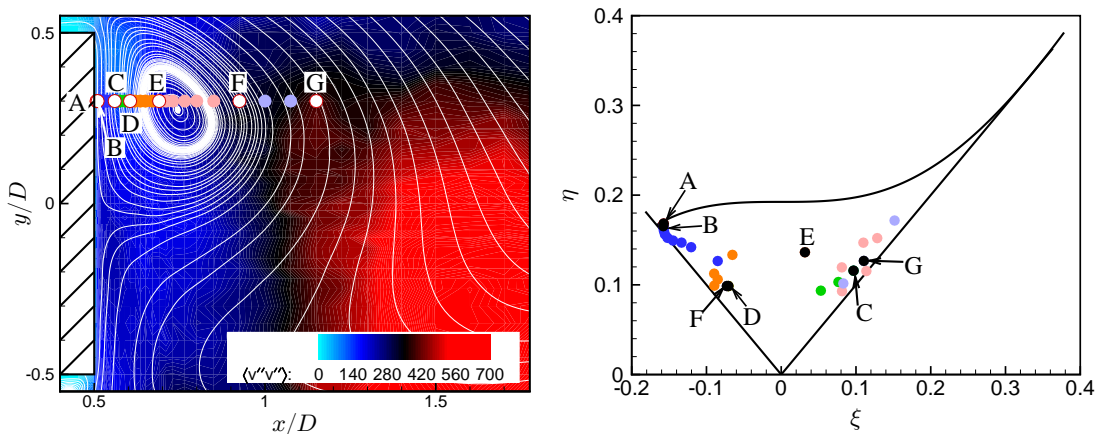 0.5
0
-0.5
y/D
A
C
E
F
G
D
B
⟨v″v″⟩:
0 140 280 420 560 700
0.5 1 1.5
x/D
0.4
0.3
0.2
0.1
0
η
A
B
E
G
F
D
C
-0.2 -0.1 0 0.1 0.2 0.3 0.4
ξ